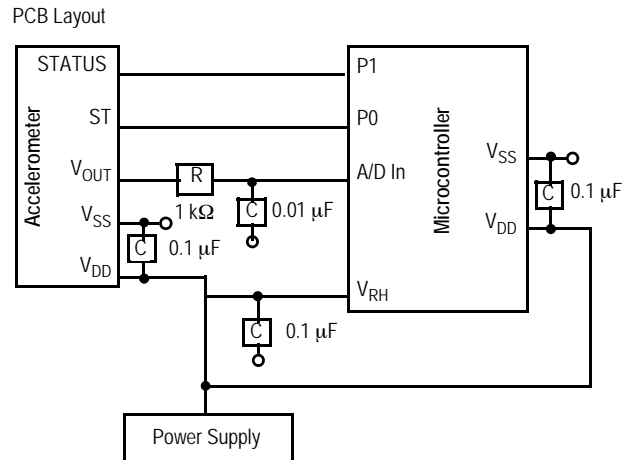 PCB Layout
Accelerometer
STATUS
ST
VOUT
VSS
VDD
R
1 kΩ
C
0.01 µF
C
0.1 µF
C
0.1 µF
Microcontroller
P1
P0
A/D In
VRH
VSS
VDD
C
0.1 µF
Power Supply